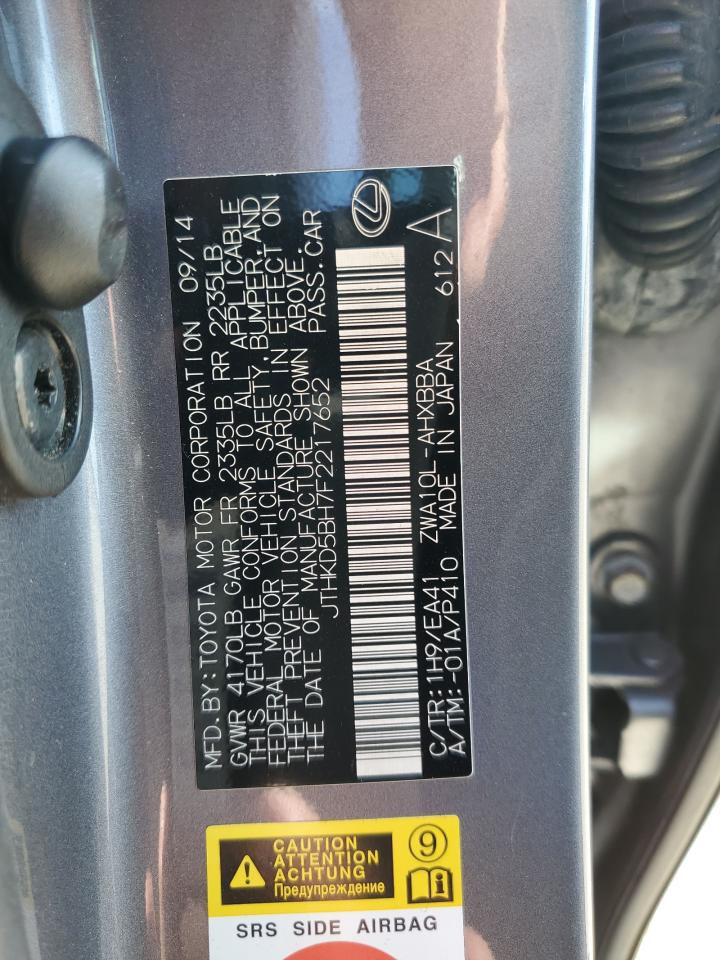 MFD.BY:TOYOTA MOTOR CORPORATION 09/14
GVWR 4170LB GAWR FR 2335LB RR 2235LB
THIS VEHICLE CONFORMS TO ALL APPLICABLE
FEDERAL MOTOR VEHICLE SAFETY,BUMPER,AND
THEFT PREVENTION STANDARDS IN EFFECT ON
THE DATE OF MANUFACTURE SHOWN ABOVE.
JTHKD5BH7F2217652 PASS.CAR
C/TR:1H9/EA41 ZWA10L-AHXBBA 612 A
A/TM:-01A/P410 MADE IN JAPAN
CAUTION
ATTENTION
ACHTUNG
Предупреждение
9
SRS SIDE AIRBAG